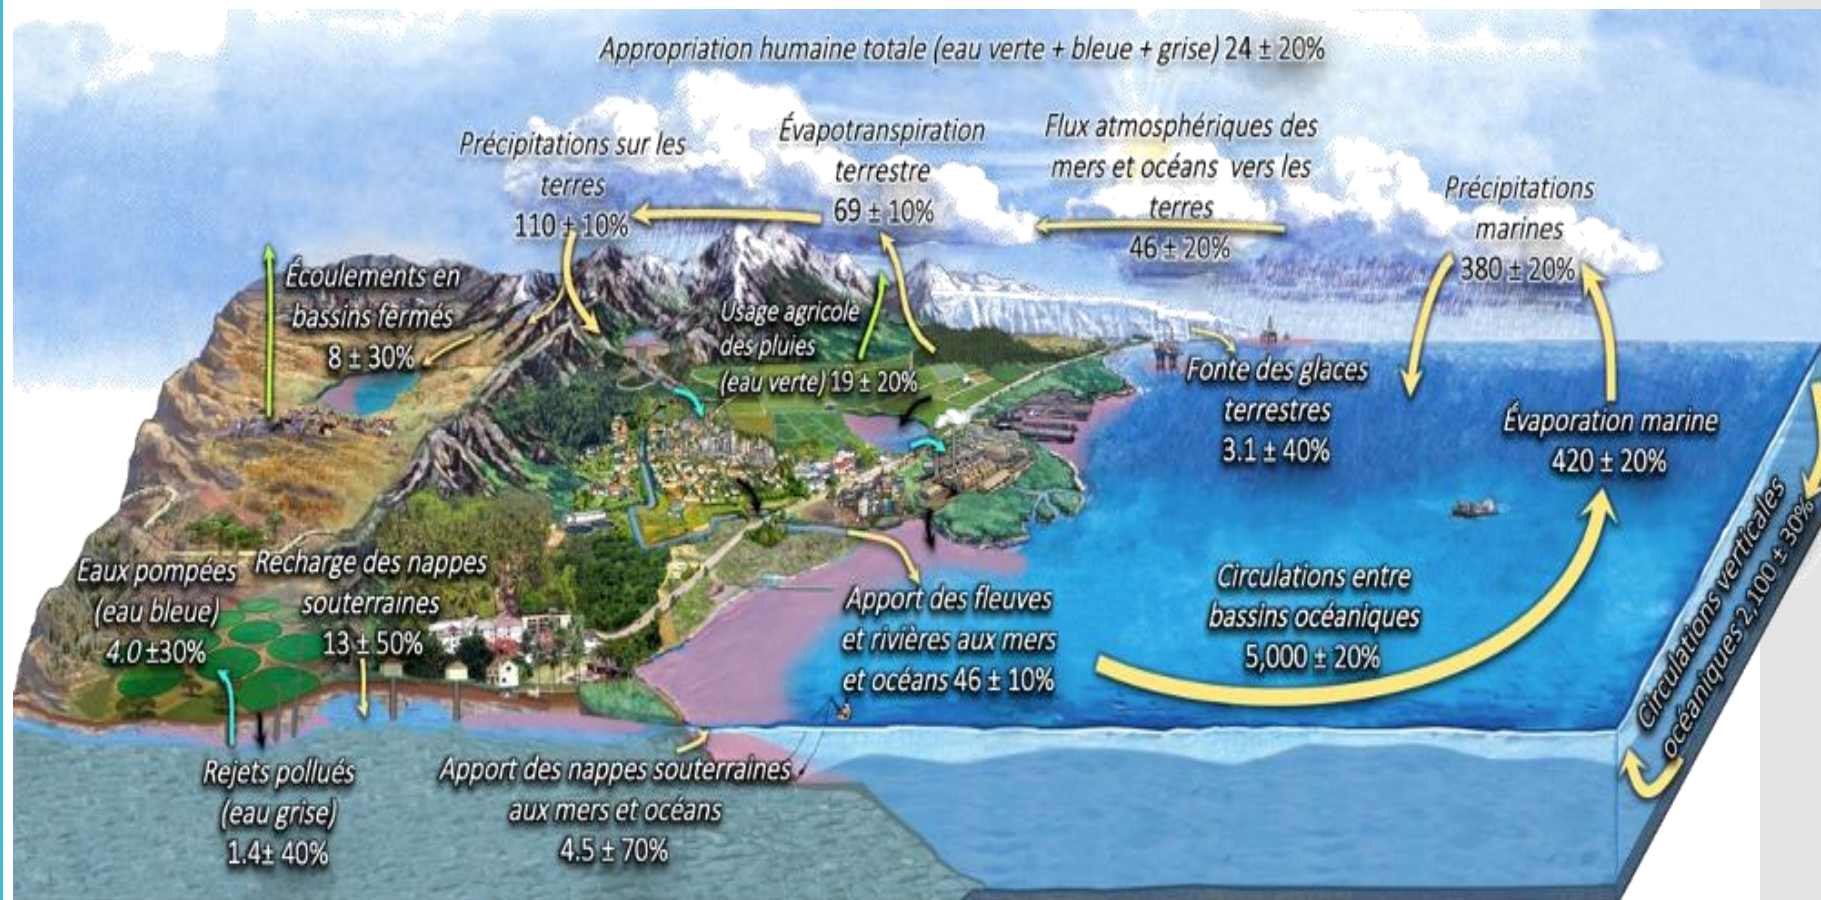 Appropriation humaine totale (eau verte + bleue + grise) 24 ± 20%
Précipitations sur les
terres
110 ± 10%
Évapotranspiration
terrestre
69 ± 10%
Flux atmosphériques des
mers et océans vers les
terres
46 ± 20%
Précipitations
marines
380 ± 20%
Écoulements en
bassins fermés
8 ± 30%
Usage agricole
des pluies
(eau verte) 19 ± 20%
Fonte des glaces
terrestres
3.1 ± 40%
Évaporation marine
420 ± 20%
Eaux pompées
(eau bleue)
4.0 ±30%
Recharge des nappes
souterraines
13 ± 50%
Apport des fleuves
et rivières aux mers
et océans 46 ± 10%
Circulations entre
bassins océaniques
5,000 ± 20%
Circulations verticales
océaniques 2,100 ± 30%
Rejets pollués
(eau grise)
1.4± 40%
Apport des nappes souterraines
aux mers et océans
4.5 ± 70%